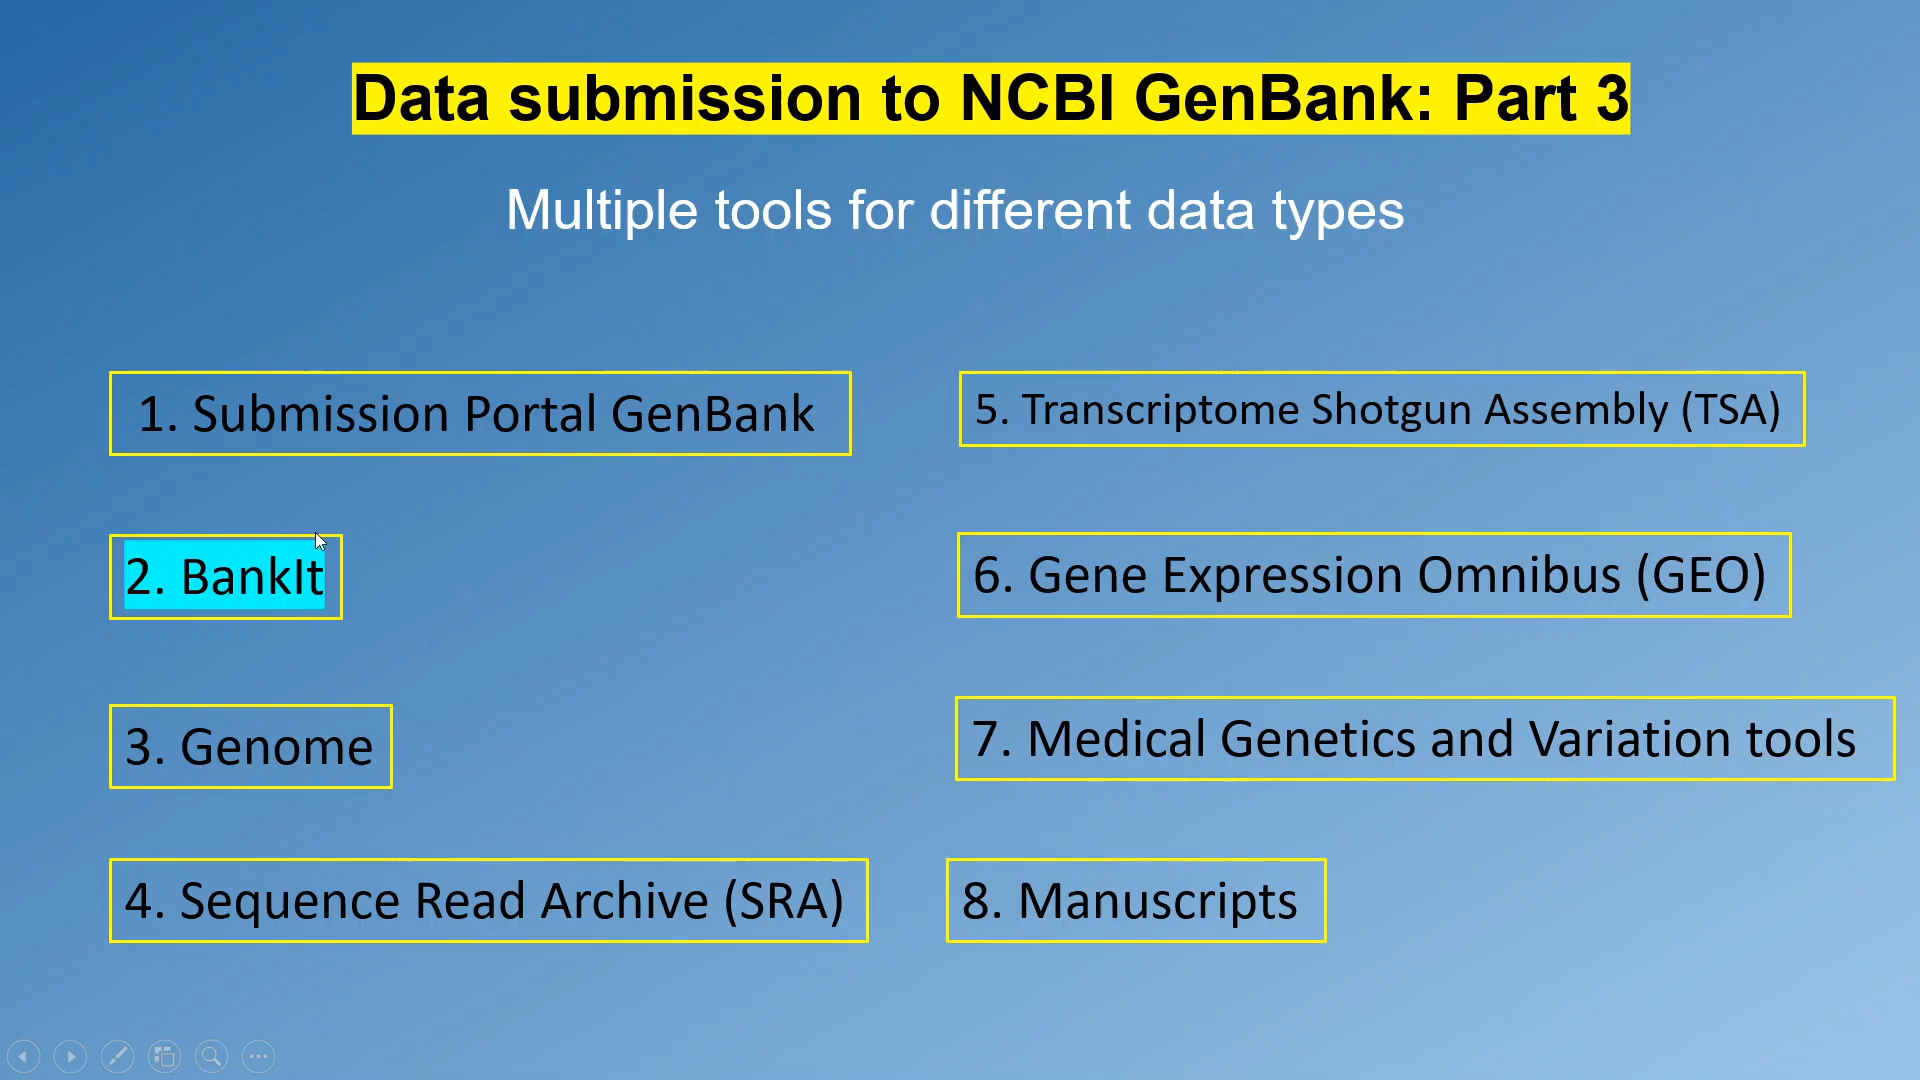 Data submission to NCBI GenBank: Part 3
Multiple tools for different data types
1. Submission Portal GenBank
2. BankIt
3. Genome
4. Sequence Read Archive (SRA)
5. Transcriptome Shotgun Assembly (TSA)
6. Gene Expression Omnibus (GEO)
7. Medical Genetics and Variation tools
8. Manuscripts